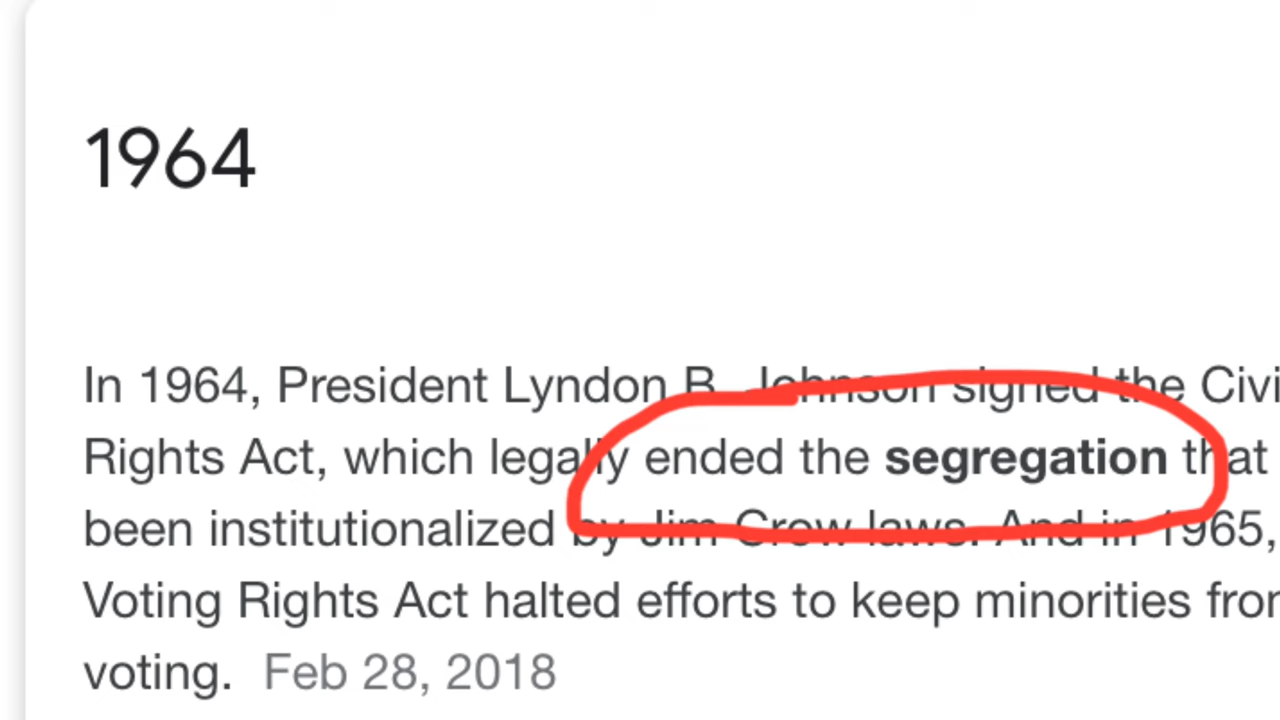 1964
In 1964, President Lyndon B. Johnson signed the Civi
Rights Act, which legally ended the segregation that
been institutionalized by Jim Crow laws. And in 1965,
Voting Rights Act halted efforts to keep minorities from
voting. Feb 28, 2018